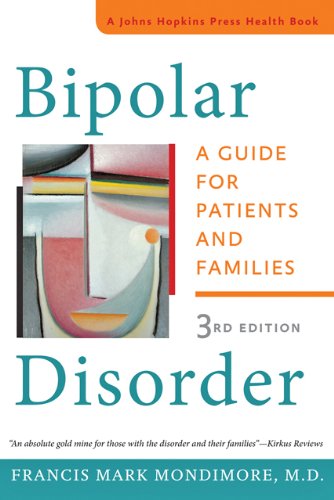 A Johns Hopkins Press Health Book
Bipolar
A GUIDE
FOR
PATIENTS
AND
FAMILIES
3RD EDITION
Disorder
“An absolute gold mine for those with the disorder and their families”—Kirkus Reviews
FRANCIS MARK MONDIMORE, M.D.